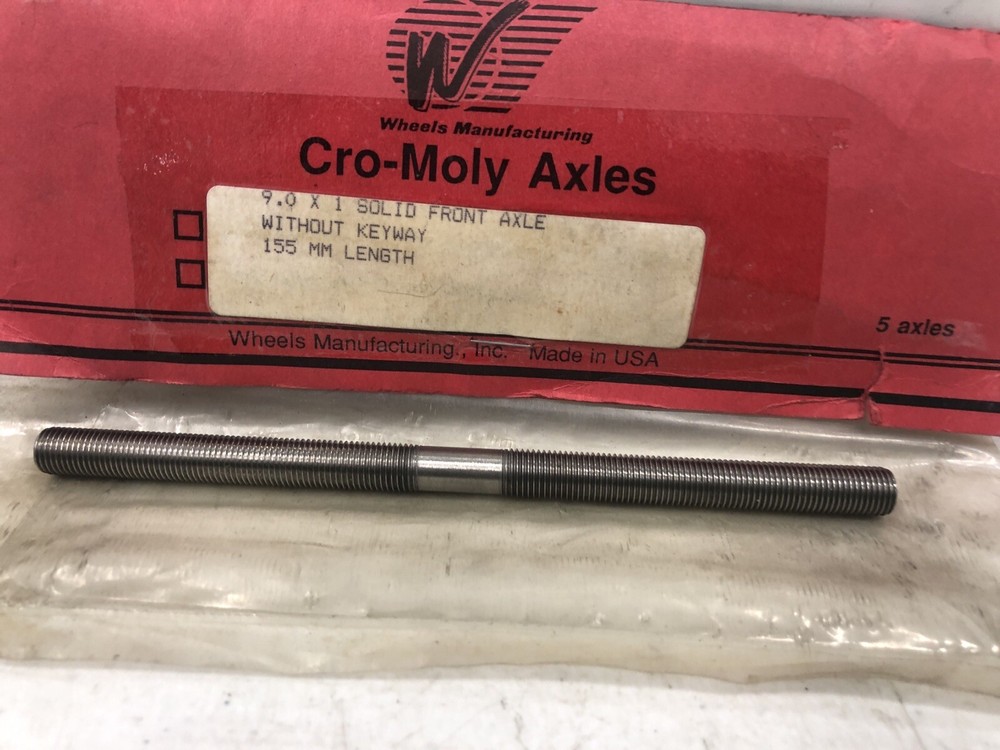 W
Wheels Manufacturing
Cro-Moly Axles
9.0 X 1 SOLID FRONT AXLE
WITHOUT KEYWAY
155 MM LENGTH
5 axles
Wheels Manufacturing., Inc. Made in USA